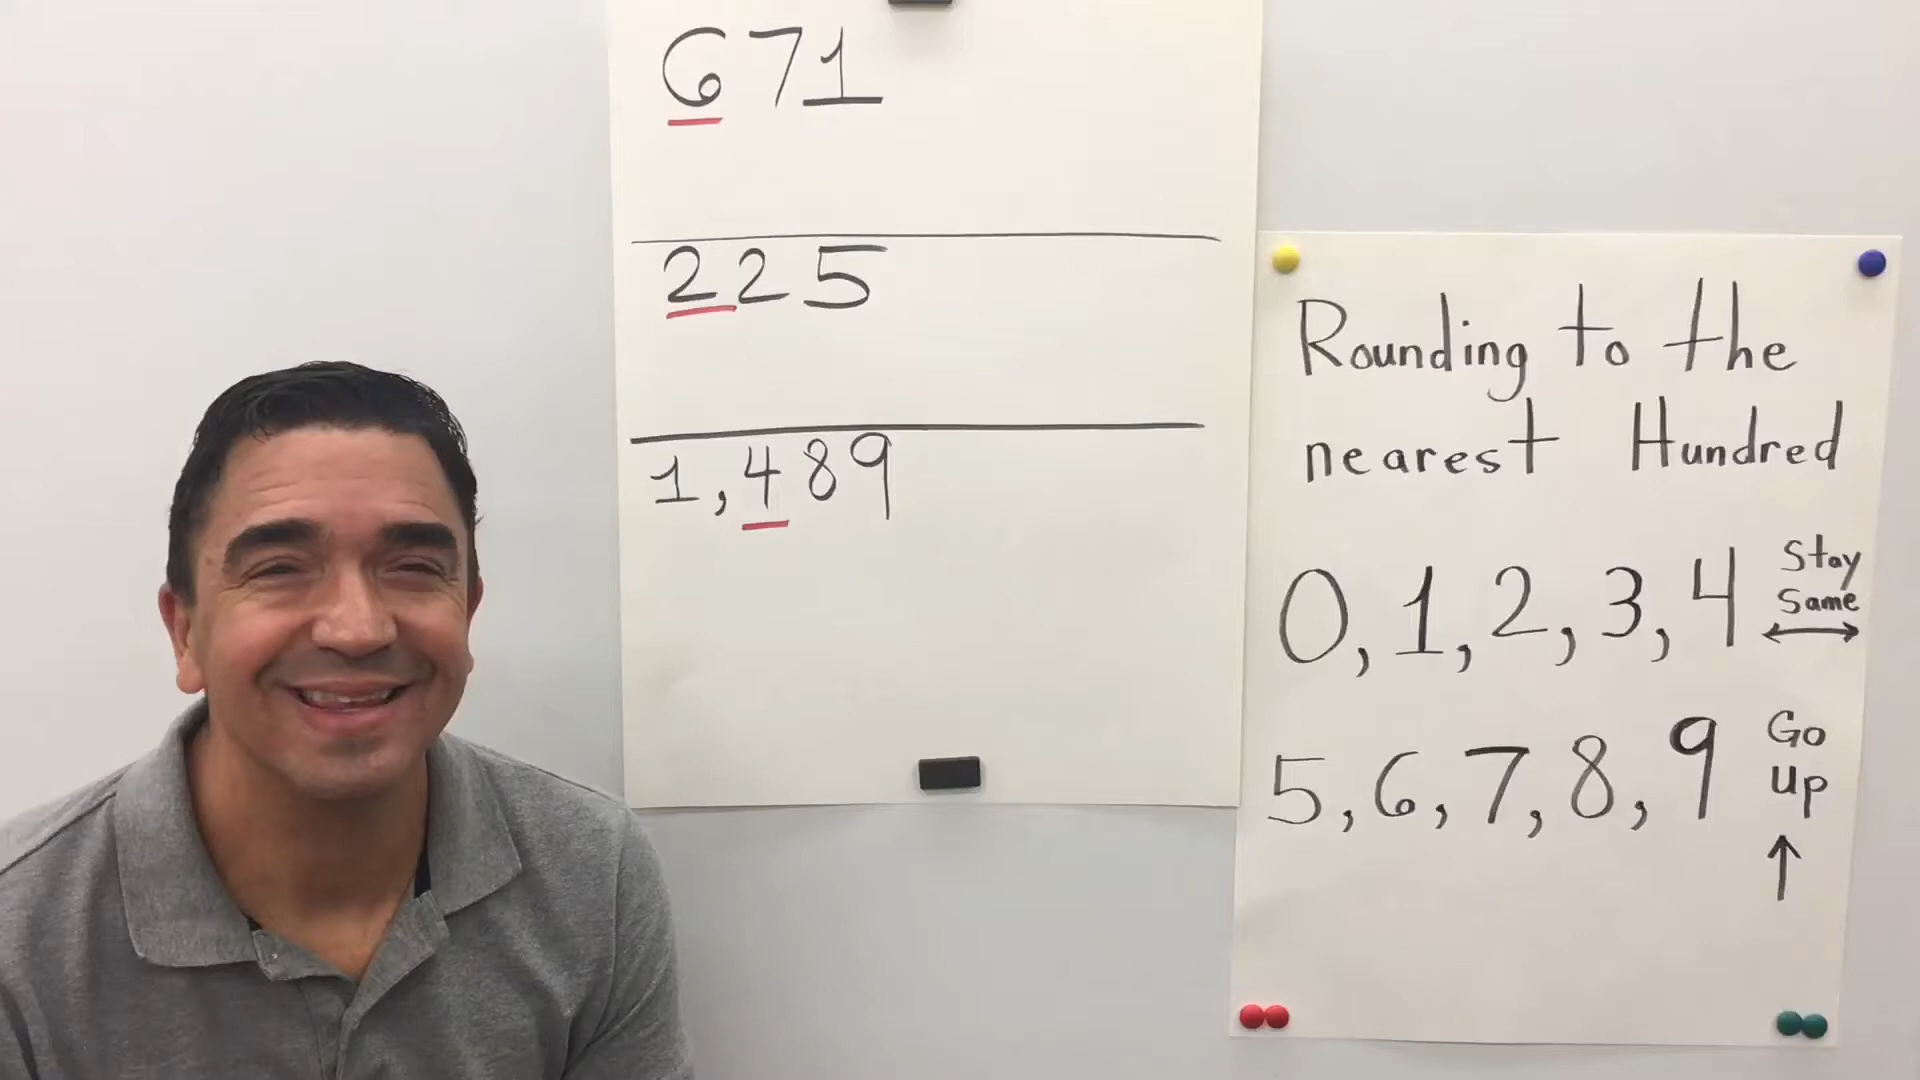 671
225
1,489
Rounding to the
nearest Hundred
0, 1, 2, 3, 4 Stay Same
5, 6, 7, 8, 9 Go Up